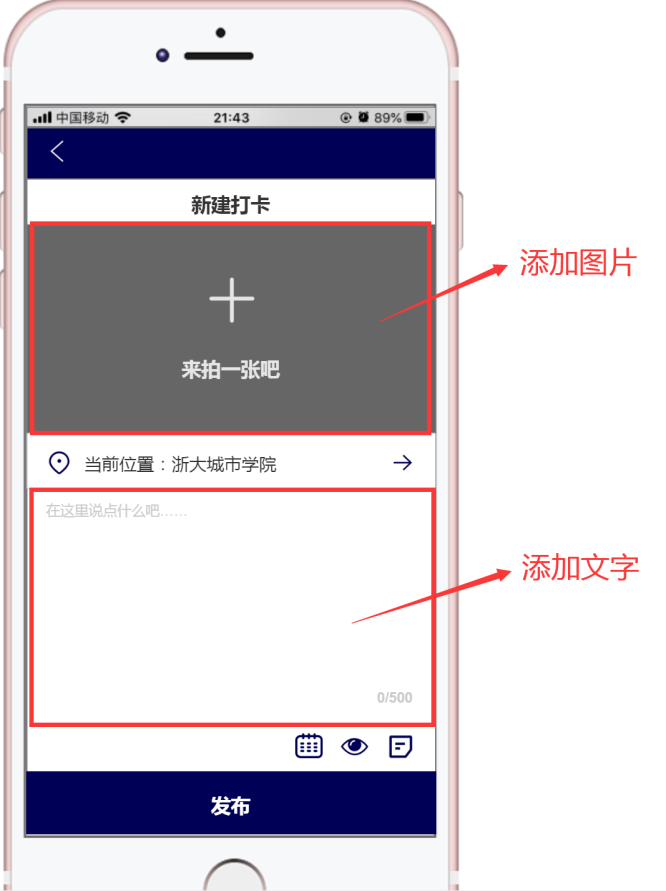 中国移动 21:43 89%
新建打卡
添加图片
来拍一张吧
当前位置：浙大城市学院
在这里说点什么吧……
添加文字
0/500
发布